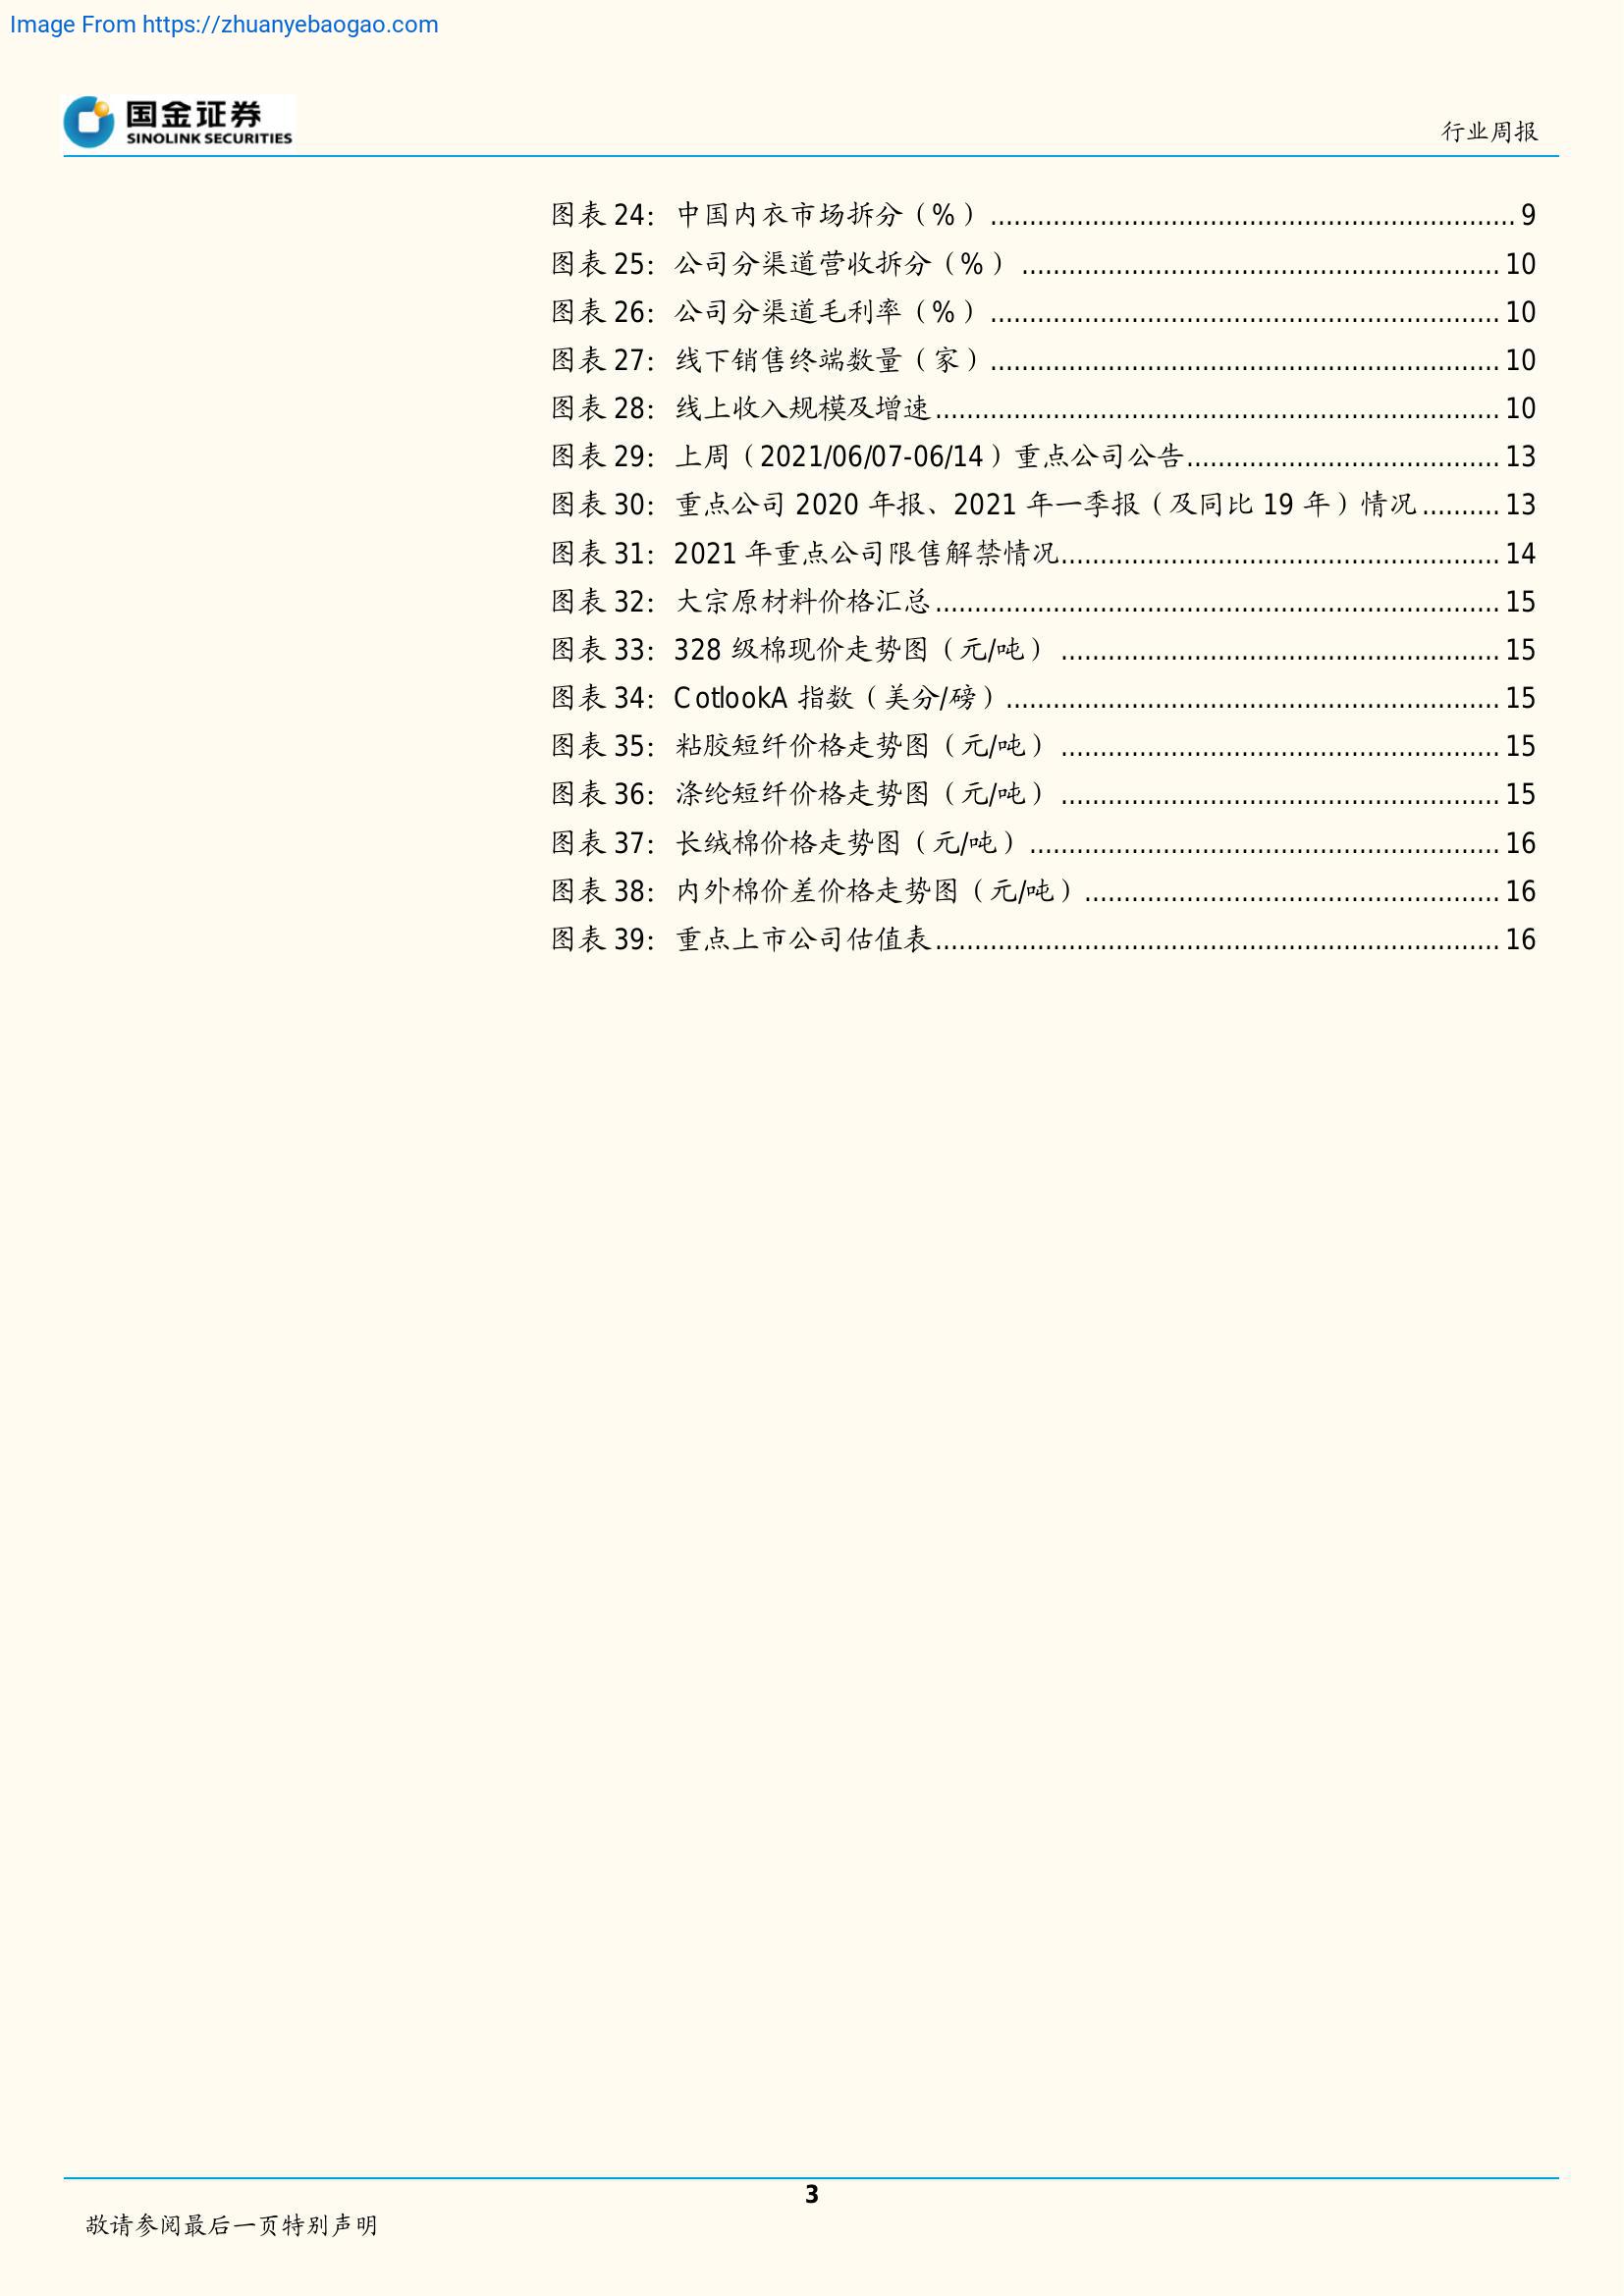 Image From https://zhuanyebaogao.com
国金证券
SINOLINK SECURITIES
行业周报
图表 24：中国内衣市场拆分（%）.................................................................... 9
图表 25：公司分渠道营收拆分（%）.............................................................. 10
图表 26：公司分渠道毛利率（%）.................................................................. 10
图表 27：线下销售终端数量（家）.................................................................. 10
图表 28：线上收入规模及增速......................................................................... 10
图表 29：上周（2021/06/07-06/14）重点公司公告........................................ 13
图表 30：重点公司 2020 年报、2021 年一季报（及同比 19 年）情况.......... 13
图表 31：2021 年重点公司限售解禁情况........................................................ 14
图表 32：大宗原材料价格汇总......................................................................... 15
图表 33：328 级棉现价走势图（元/吨）......................................................... 15
图表 34：CotlookA 指数（美分/磅）................................................................ 15
图表 35：粘胶短纤价格走势图（元/吨）......................................................... 15
图表 36：涤纶短纤价格走势图（元/吨）......................................................... 15
图表 37：长绒棉价格走势图（元/吨）............................................................. 16
图表 38：内外棉价差价格走势图（元/吨）...................................................... 16
图表 39：重点上市公司估值表......................................................................... 16
3
敬请参阅最后一页特别声明